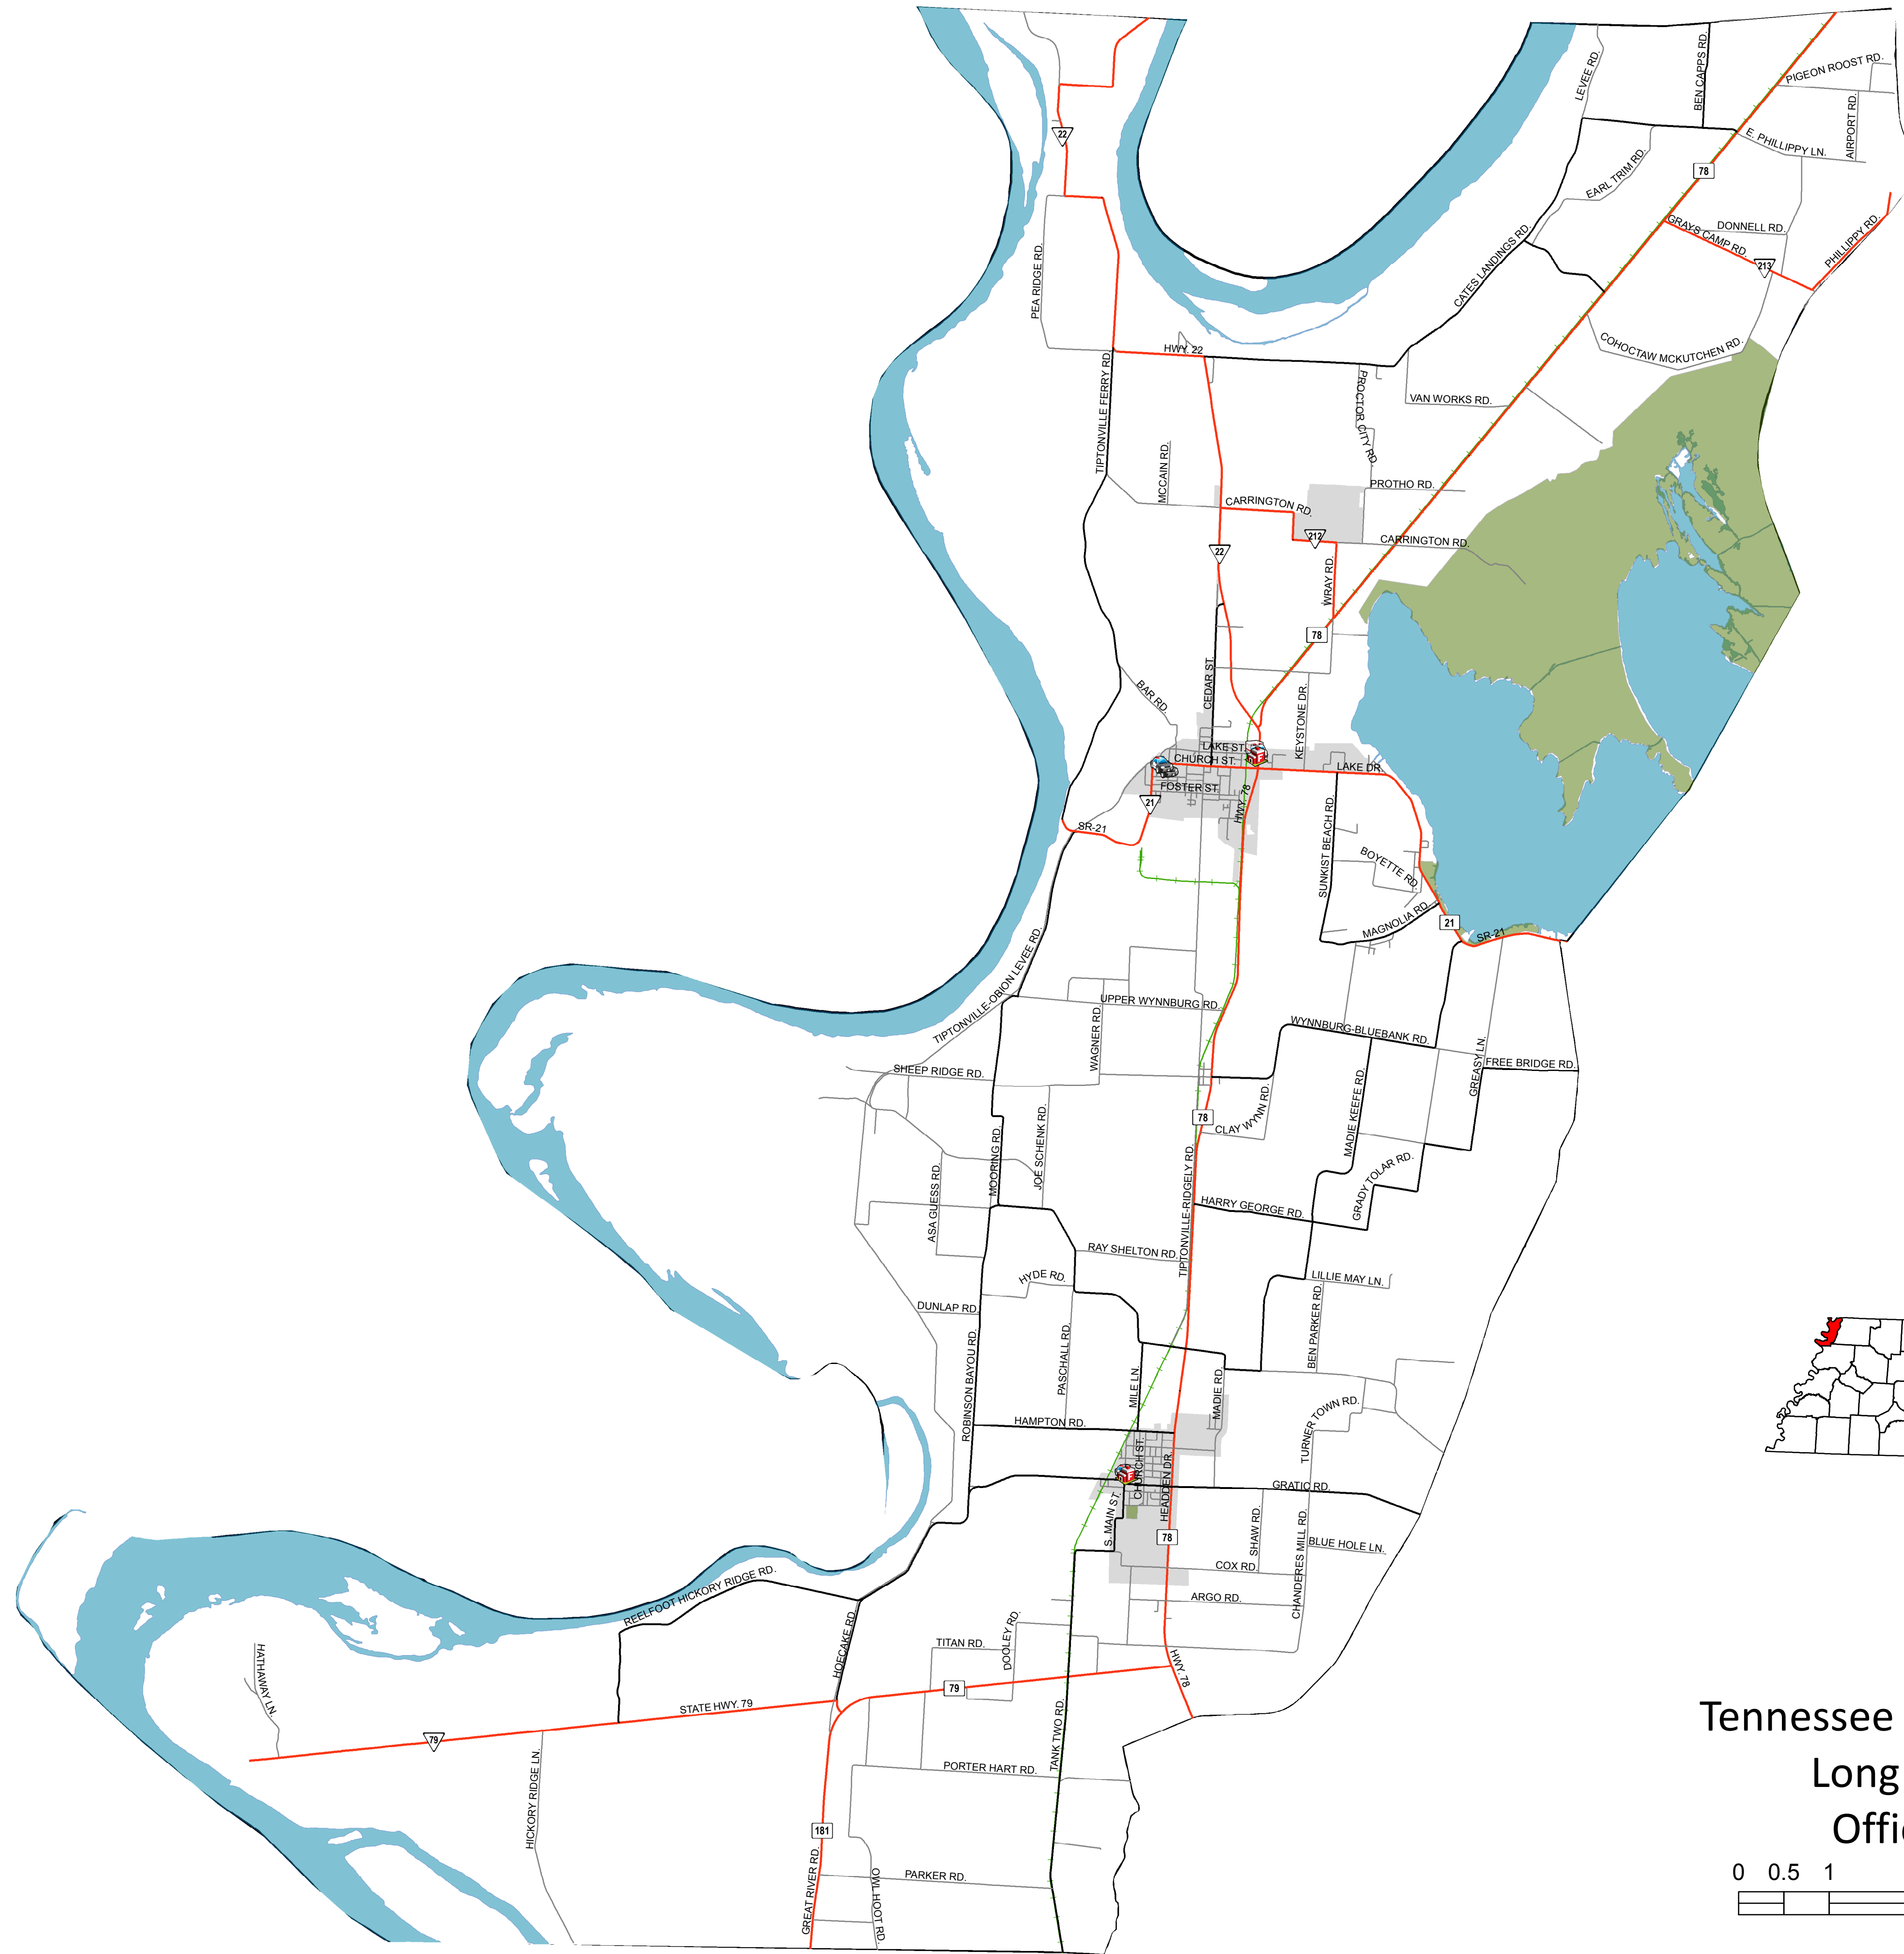 LEVEE RD.
BEN CAPPS RD.
PIGEON ROOST RD.
AIRPORT RD.
E. PHILLIPPY LN.
22
78
EARL TRIM RD.
GRAYS CAMP RD.
DONNELL RD.
213
PHILLIPPY RD.
PEA RIDGE RD.
CATES LANDINGS RD.
COHOCTAW MCKUTCHEN RD.
HWY. 22
TIPTONVILLE FERRY RD.
PROCTOR CITY RD.
VAN WORKS RD.
MCCAIN RD.
PROTHO RD.
CARRINGTON RD.
212
CARRINGTON RD.
22
WRAY RD.
78
BAR RD.
CEDAR ST.
KEYSTONE DR.
LAKE ST.
CHURCH ST.
LAKE DR.
FOSTER ST.
HWY. 78
21
SR-21
SUNKIST BEACH RD.
BOYETTE RD.
MAGNOLIA RD.
21
SR-21
TIPTONVILLE-OBION LEVEE RD.
UPPER WYNNBURG RD.
WAGNER RD.
WYNNBURG-BLUEBANK RD.
GREASY LN.
FREE BRIDGE RD.
SHEEP RIDGE RD.
MADIE KEEFE RD.
78
CLAY WYNN RD.
MOORING RD.
JOE SCHENK RD.
ASA GUESS RD.
TIPTONVILLE-RIDGELY RD.
GRADY TOLAR RD.
HARRY GEORGE RD.
RAY SHELTON RD.
HYDE RD.
LILLIE MAY LN.
DUNLAP RD.
BEN PARKER RD.
ROBINSON BAYOU RD.
PASCHALL RD.
MILE LN.
MADIE RD.
HAMPTON RD.
TURNER TOWN RD.
CHURCH ST.
HEADDEN DR.
GRATIO RD.
S. MAIN ST.
SHAW RD.
CHANDERES MILL RD.
78
BLUE HOLE LN.
COX RD.
ARGO RD.
REELFOOT HICKORY RIDGE RD.
HOECAKE RD.
DOOLEY RD.
TITAN RD.
HATHAWAY LN.
HWY. 78
79
STATE HWY. 79
79
TANK TWO RD.
PORTER HART RD.
HICKORY RIDGE LN.
181
GREAT RIVER RD.
OWL HOOT RD.
PARKER RD.
Tennessee
Long
0 0.5 1